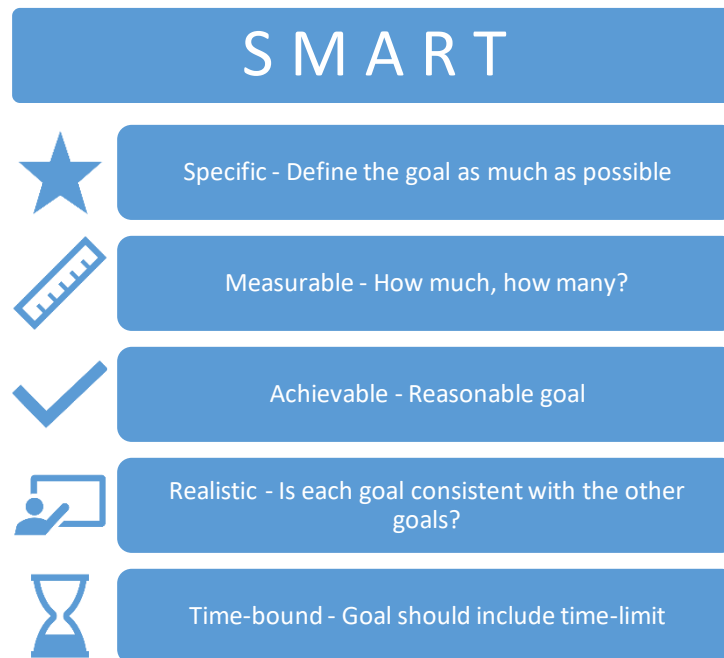 S M A R T
Specific - Define the goal as much as possible
Measurable - How much, how many?
Achievable - Reasonable goal
Realistic - Is each goal consistent with the other
goals?
Time-bound - Goal should include time-limit